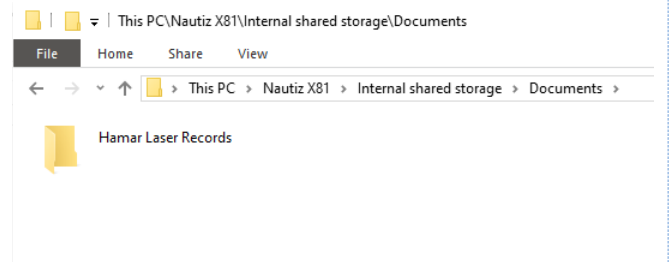 This PC\Nautiz X81\Internal shared storage\Documents
File Home Share View
This PC > Nautiz X81 > Internal shared storage > Documents >
Hamar Laser Records